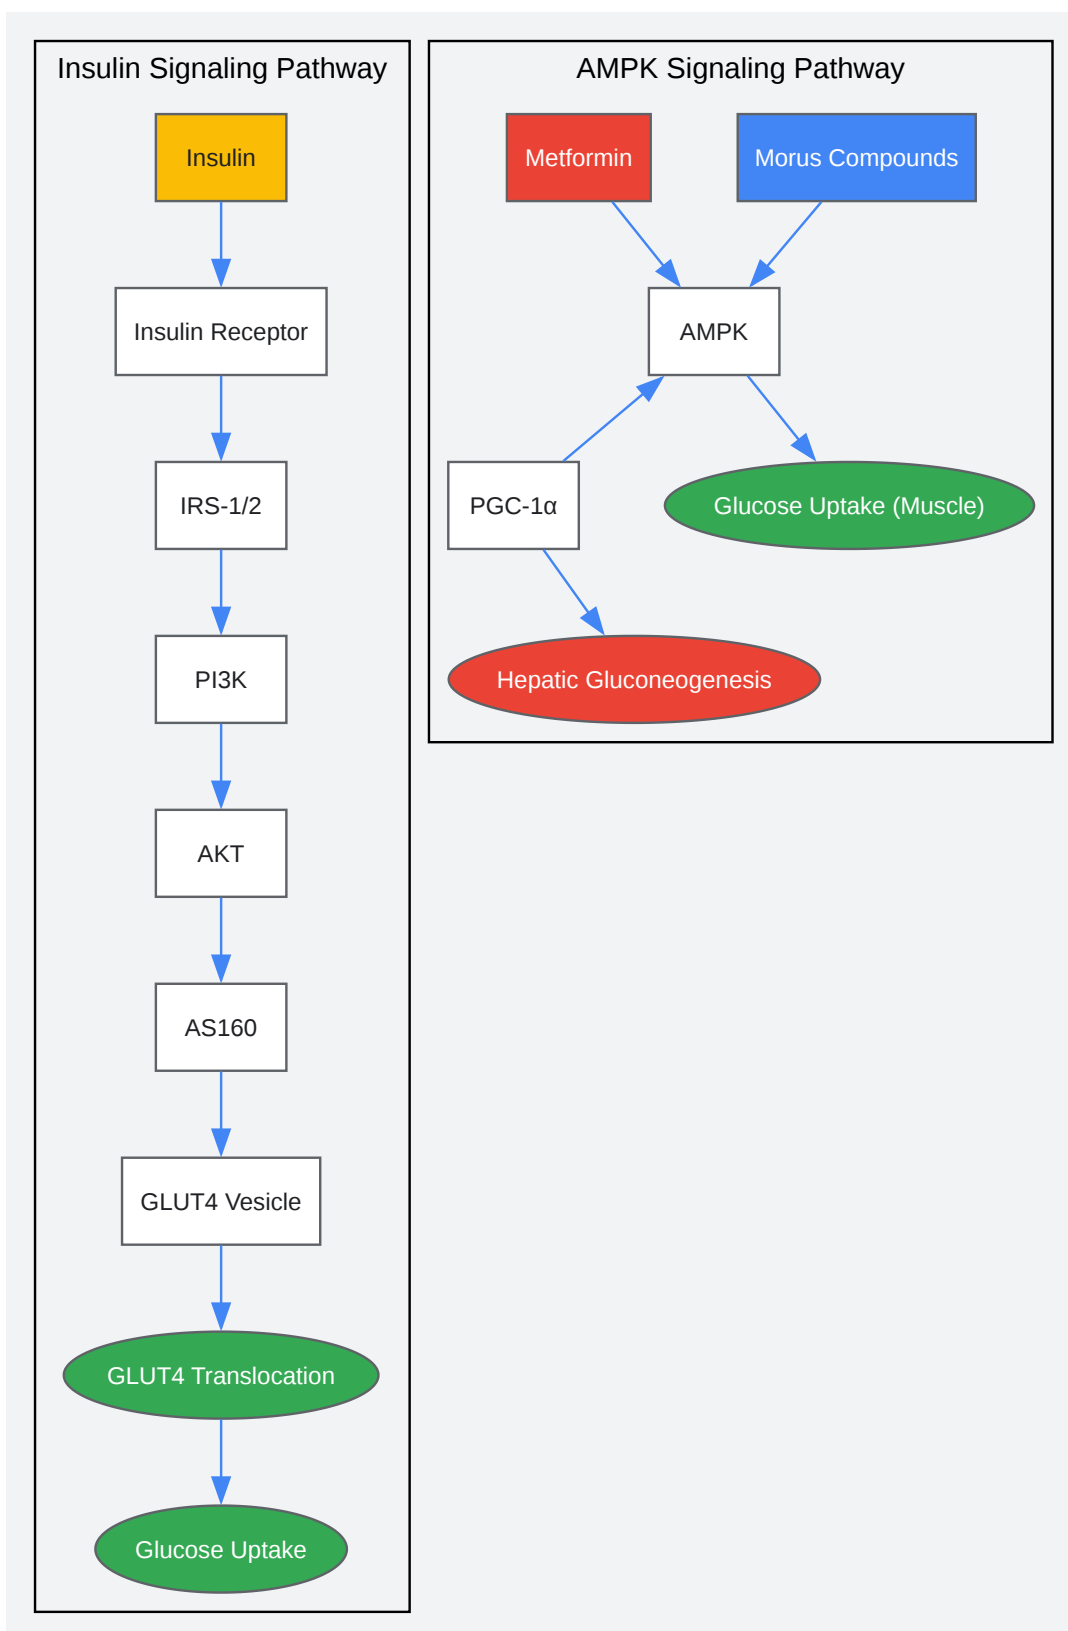 Insulin Signaling Pathway
Insulin
Insulin Receptor
IRS-1/2
PI3K
AKT
AS160
GLUT4 Vesicle
GLUT4 Translocation
Glucose Uptake
AMPK Signaling Pathway
Metformin
Morus Compounds
AMPK
PGC-1α
Glucose Uptake (Muscle)
Hepatic Gluconeogenesis